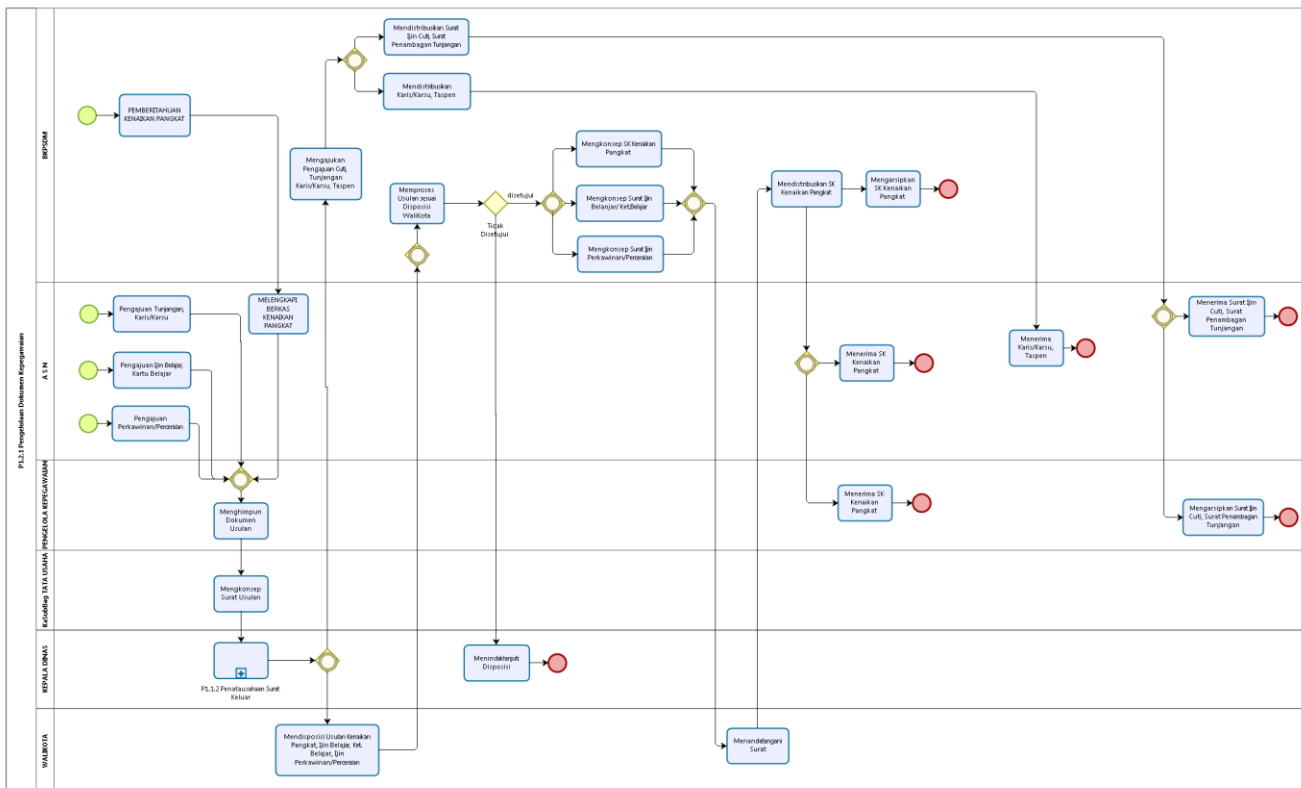 P1.2.1 Pengelolaan Dokumen Kepegawaian
BKPSDM
PEMBERITAHUAN
KENAIKAN PANGKAT
Mengajukan
Pengajuan Cuti,
Tunjangan
Karis/Karsu, Taspen
Mendistribusikan Surat
Ijin Cuti, Surat
Penambagan Tunjangan
Mendistribusikan
Karis/Karsu, Taspen
Memproses
Usulan sesuai
Disposisi
WaliKota
disetujui
Tidak
Disetujui
Mengkonsep SK Kenaikan
Pangkat
Mengkonsep Surat Ijin
Belanjar/ Ket.Belajar
Mengkonsep Surat Ijin
Perkawinan/Perceraian
Mendistribusikan SK
Kenaikan Pangkat
Mengarsipkan
SK Kenaikan
Pangkat
A S N
Pengajuan Tunjangan,
Karis/Karsu
MELENGKAPI
BERKAS
KENAIKAN
PANGKAT
Pengajuan Ijin Belajar,
Kartu Belajar
Pengajuan
Perkawinan/Perceraian
Menerima SK
Kenaikan
Pangkat
Menerima
Karis/Karsu,
Taspen
Menerima Surat Ijin
Cuti, Surat
Penambagan
Tunjangan
PENGELOLA KEPEGAWAIAN
Menghimpun
Dokumen
Usulan
Menerima SK
Kenaikan
Pangkat
Mengarsipkan Surat Ijin
Cuti, Surat Penambagan
Tunjangan
KaSubBag TATA USAHA
Mengkonsep
Surat Usulan
KEPALA DINAS
P1.1.2 Penatausahaan Surat
Keluar
Menindaklanjuti
Disposisi
WALIKOTA
Mendisposisi Usulan Kenaikan
Pangkat, Ijin Belajar, Ket.
Belajar, Ijin
Perkawinan/Perceraian
Menandatangani
Surat